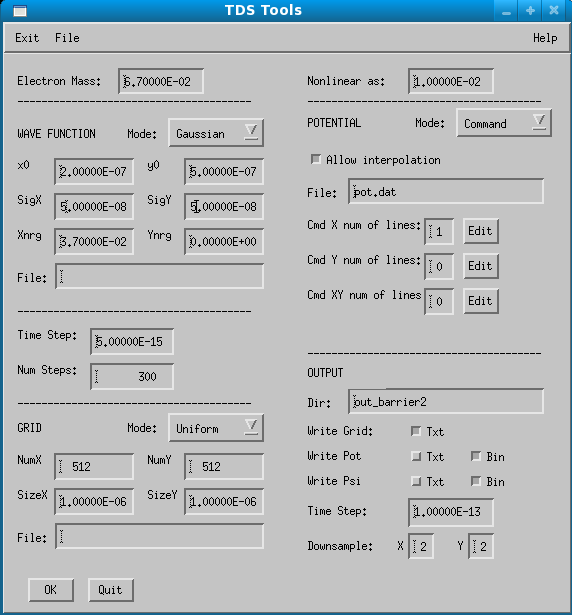 TDS Tools
Exit File Help
Electron Mass: 6.70000E-02
WAVE FUNCTION Mode: Gaussian
x0 2.00000E-07 y0 5.00000E-07
SigX 5.00000E-08 SigY 5.00000E-08
Xnrg 3.70000E-02 Ynrg 0.00000E+00
File:
Time Step: 5.00000E-15
Num Steps: 300
GRID Mode: Uniform
NumX 512 NumY 512
SizeX 1.00000E-06 SizeY 1.00000E-06
File:
OK Quit
Nonlinear as: 1.00000E-02
POTENTIAL Mode: Command
Allow interpolation
File: pot.dat
Cmd X num of lines: 1 Edit
Cmd Y num of lines: 0 Edit
Cmd XY num of lines 0 Edit
OUTPUT
Dir: out_barrier2
Write Grid: Txt
Write Pot Txt Bin
Write Psi Txt Bin
Time Step: 1.00000E-13
Downsample: X 2 Y 2